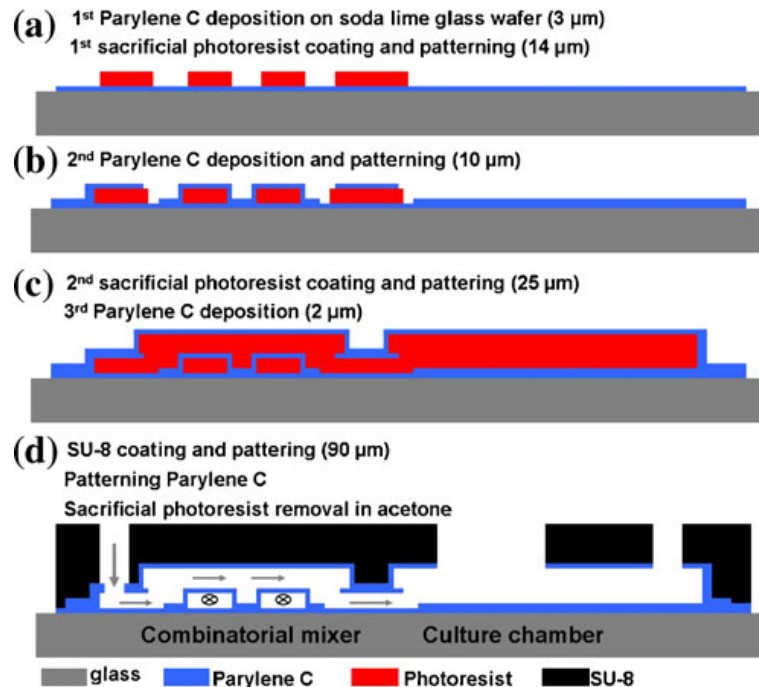 (a) 1st Parylene C deposition on soda lime glass wafer (3 µm)
1st sacrificial photoresist coating and patterning (14 µm)
(b) 2nd Parylene C deposition and patterning (10 µm)
(c) 2nd sacrificial photoresist coating and pattering (25 µm)
3rd Parylene C deposition (2 µm)
(d) SU-8 coating and pattering (90 µm)
Patterning Parylene C
Sacrificial photoresist removal in acetone
Combinatorial mixer Culture chamber
glass Parylene C Photoresist SU-8